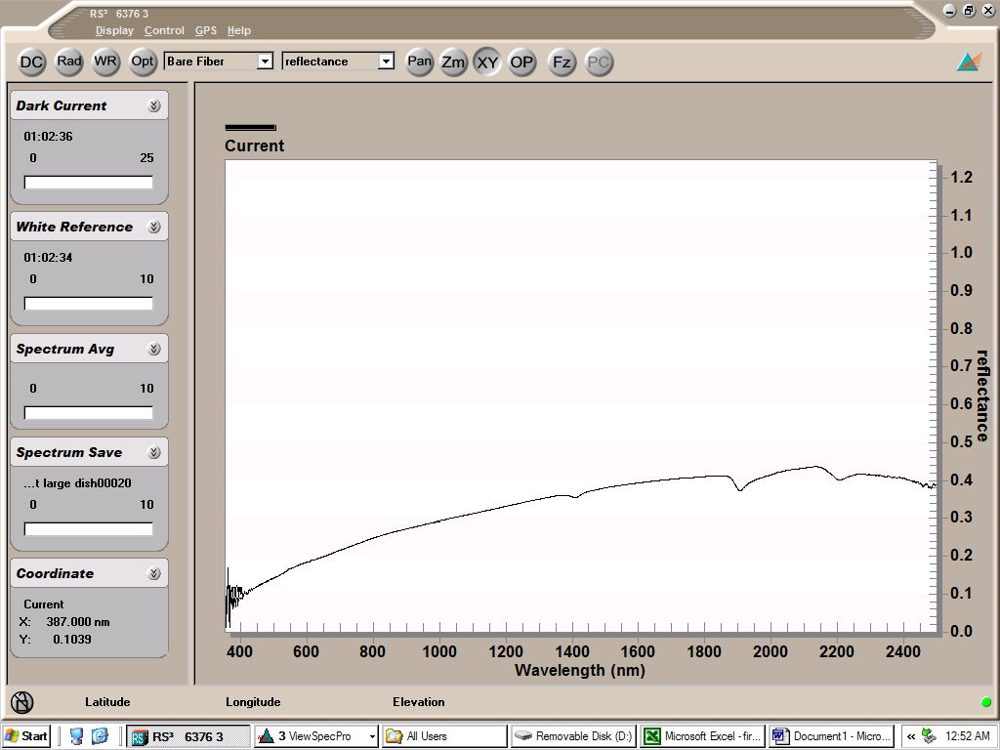 RS³ 6376 3
Display Control GPS Help
DC Rad WR Opt Bare Fiber reflectance Pan Zm XY OP Fz PC
Dark Current
01:02:36
0 25
White Reference
01:02:34
0 10
Spectrum Avg
0 10
Spectrum Save
...t large dish00020
0 10
Coordinate
Current
X: 387.000 nm
Y: 0.1039
Current
1.2
1.1
1.0
0.9
0.8
0.7
0.6
0.5
0.4
0.3
0.2
0.1
0.0
reflectance
400 600 800 1000 1200 1400 1600 1800 2000 2200 2400
Wavelength (nm)
N Latitude Longitude Elevation
Start RS³ 6376 3 3 ViewSpecPro All Users Removable Disk (D:) Microsoft Excel - fir... Document1 - Micro... « 12:52 AM